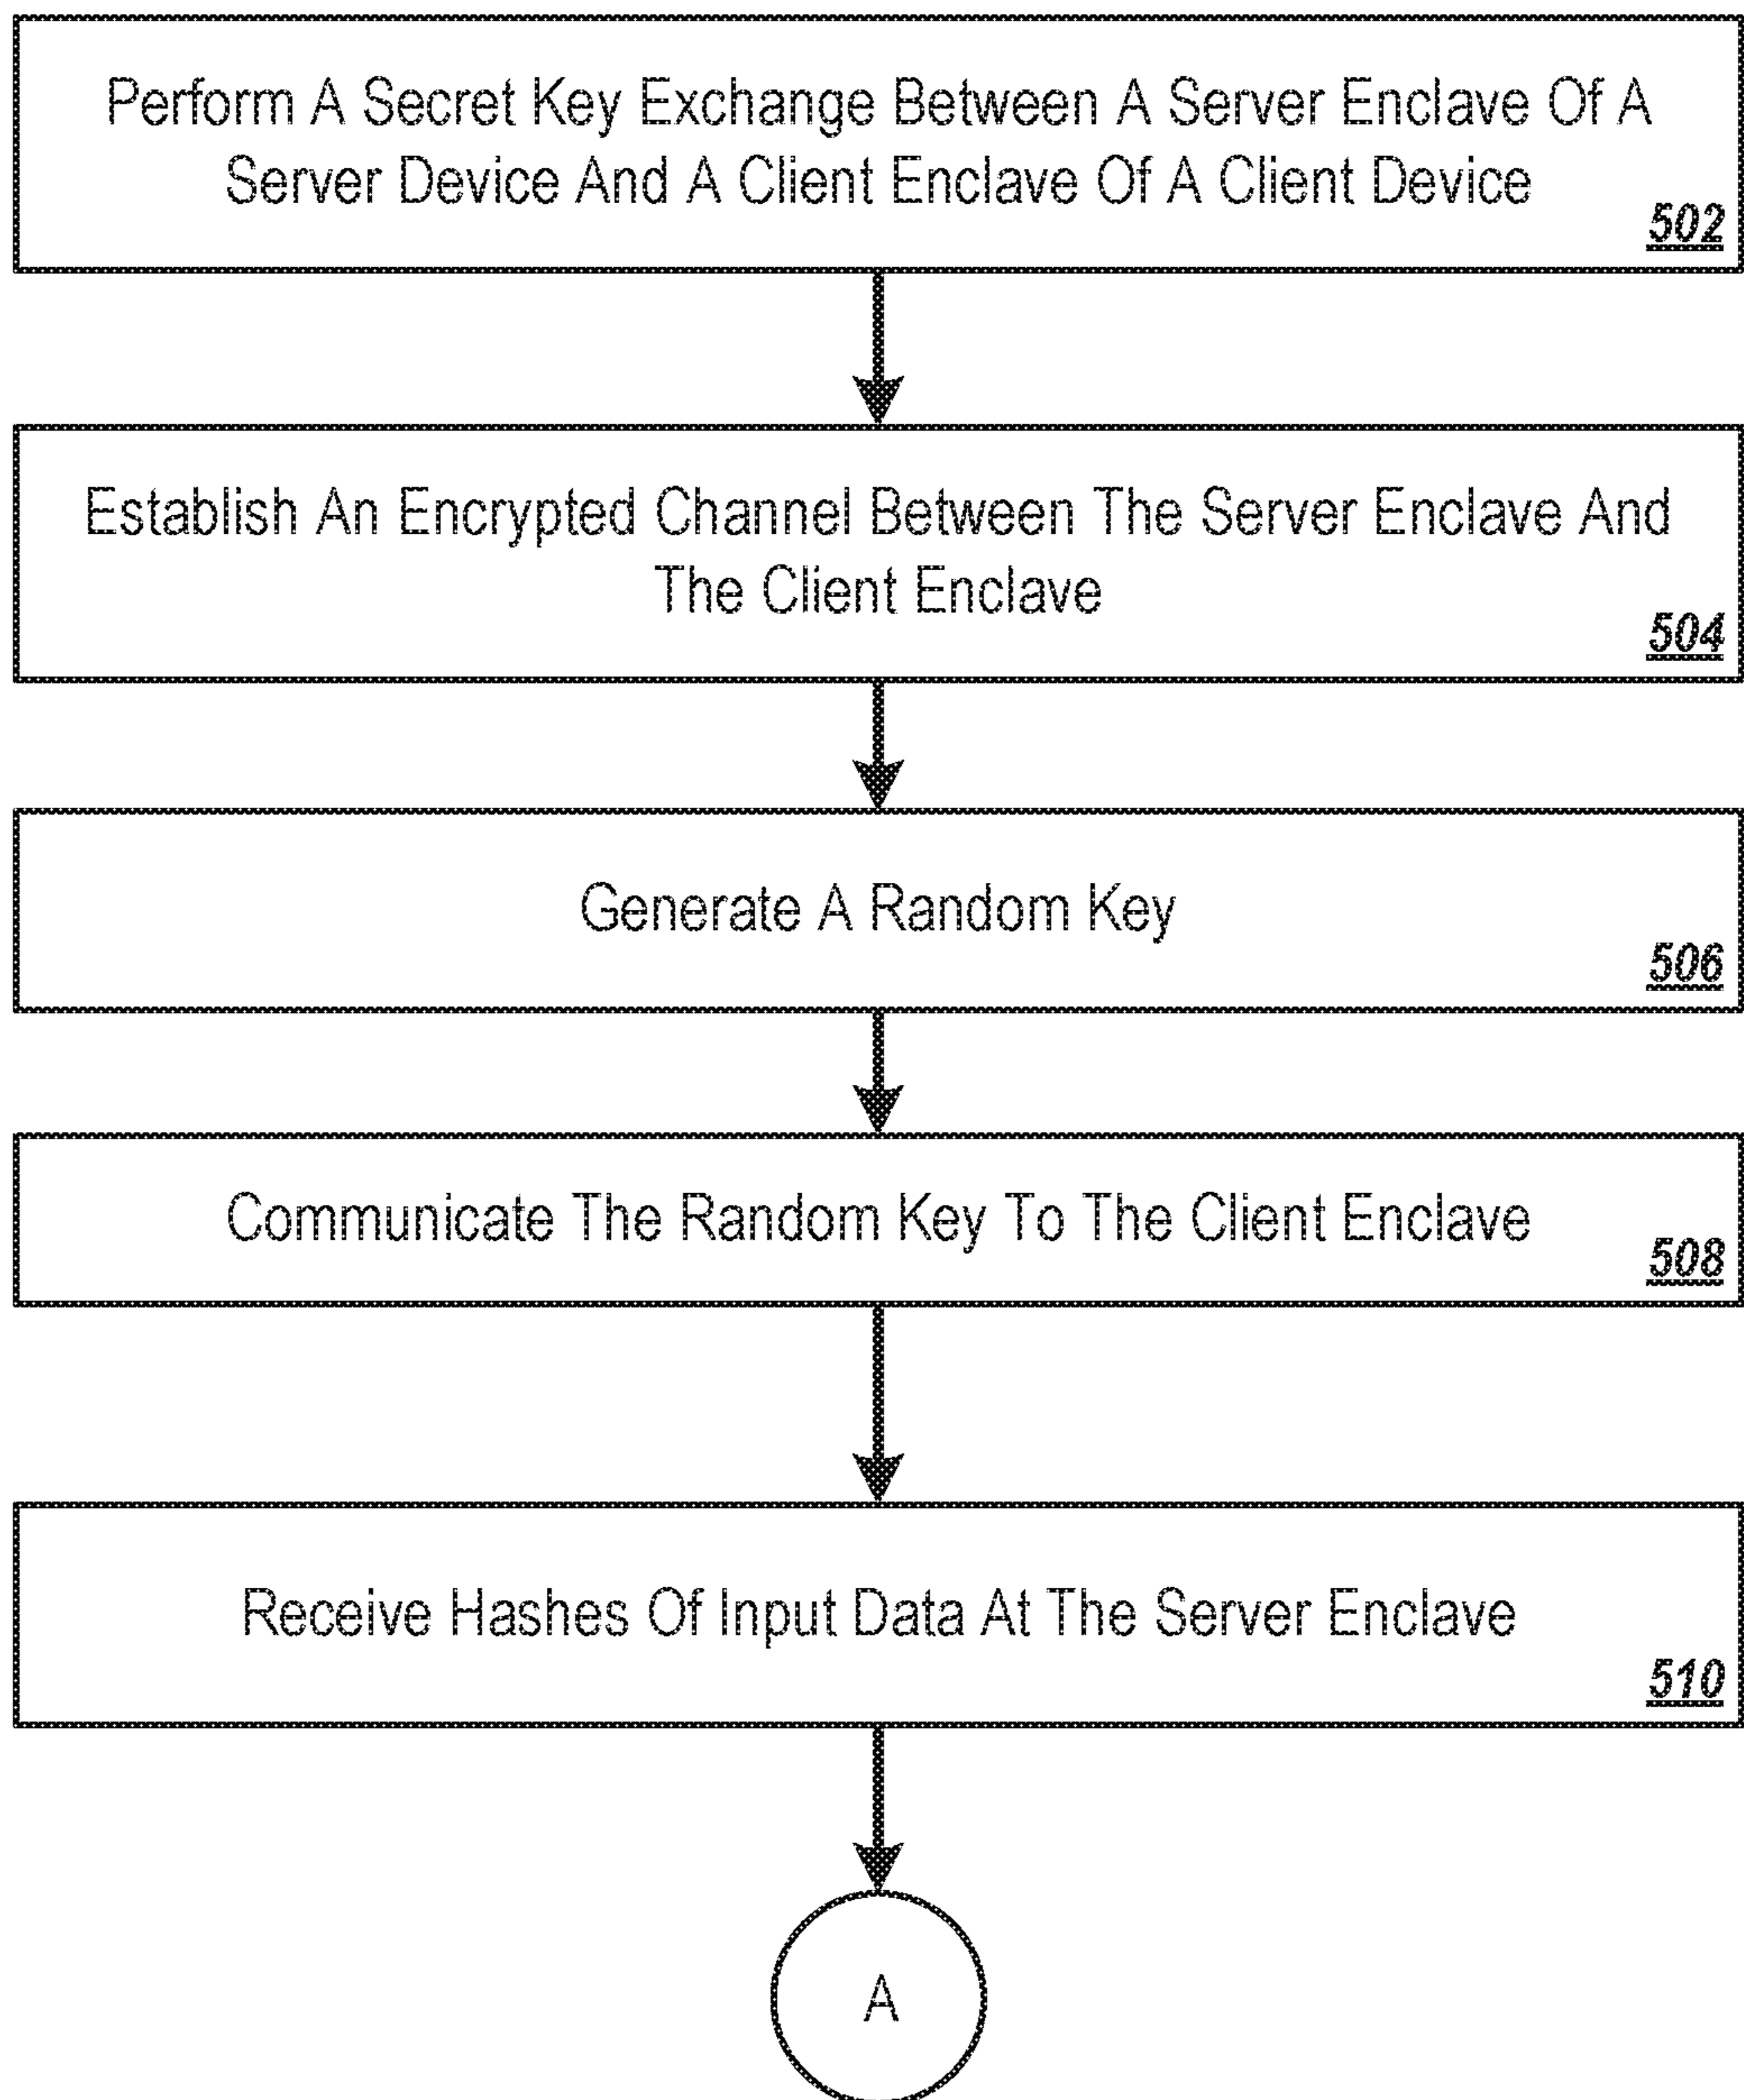 Perform A Secret Key Exchange Between A Server Enclave Of A
Server Device And A Client Enclave Of A Client Device
502
Establish An Encrypted Channel Between The Server Enclave And
The Client Enclave
504
Generate A Random Key
506
Communicate The Random Key To The Client Enclave
508
Receive Hashes Of Input Data At The Server Enclave
510
A